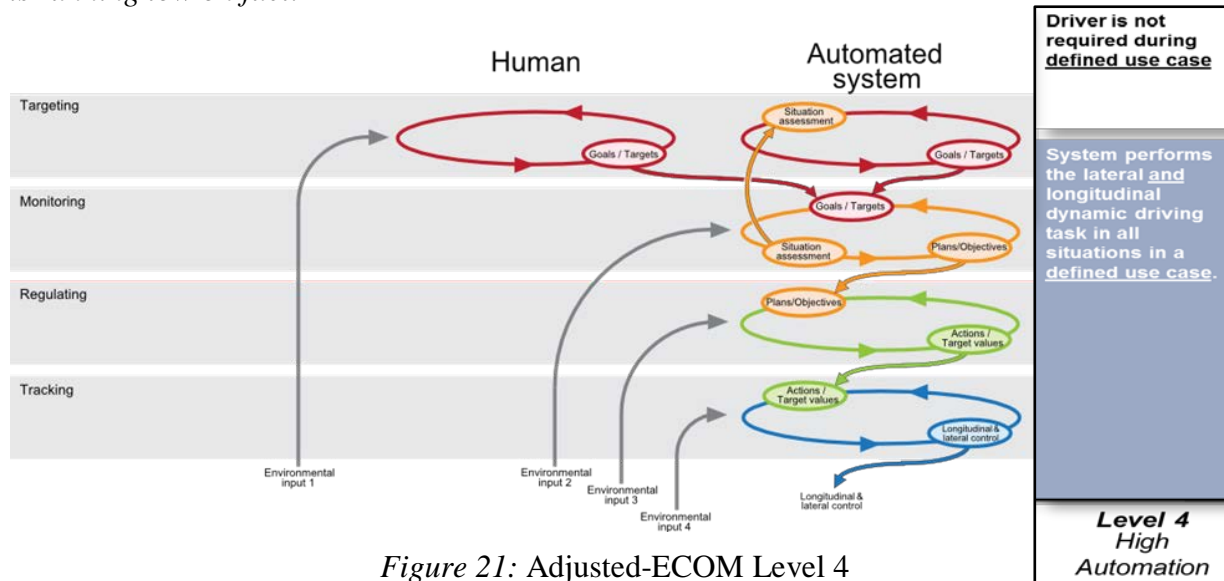 Human
Automated
system
Driver is not
required during
defined use case
Targeting
Situation
assessment
Goals / Targets
Goals / Targets
System performs
the lateral and
longitudinal
dynamic driving
task in all
situations in a
defined use case.
Monitoring
Goals / Targets
Situation
assessment
Plans/Objectives
Regulating
Plans/Objectives
Actions /
Target values
Tracking
Actions /
Target values
Longitudinal &
lateral control
Environmental
input 1
Environmental
input 2
Environmental
input 3
Environmental
input 4
Longitudinal &
lateral control
Level 4
High
Automation
Figure 21: Adjusted-ECOM Level 4